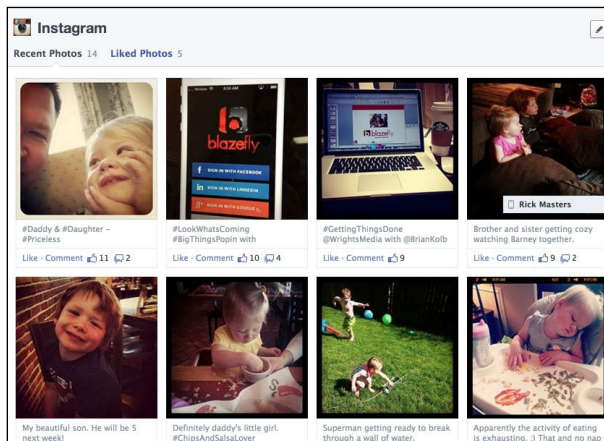 Instagram
Recent Photos 14 Liked Photos 5
blazefly
SIGN IN WITH FACEBOOK
SIGN IN WITH LINKEDIN
SIGN IN WITH GOOGLE
blazefly
Rick Masters
#Daddy & #Daughter –
#Priceless
#LookWhatsComing
#BigThingsPopin with
#GettingThingsDone
@WrightsMedia with @BrianKolb
Brother and sister getting cozy
watching Barney together.
Like · Comment 11 2
Like · Comment 10 4
Like · Comment 9
Like · Comment 9 2
My beautiful son. He will be 5
next week!
Definitely daddy's little girl.
#ChipsAndSalsaLover
Superman getting ready to break
through a wall of water.
Apparently the activity of eating
is exhausting. :) That and no nap